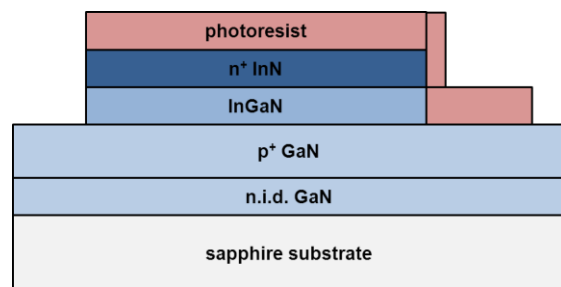 photoresist
n⁺ InN
InGaN
p⁺ GaN
n.i.d. GaN
sapphire substrate